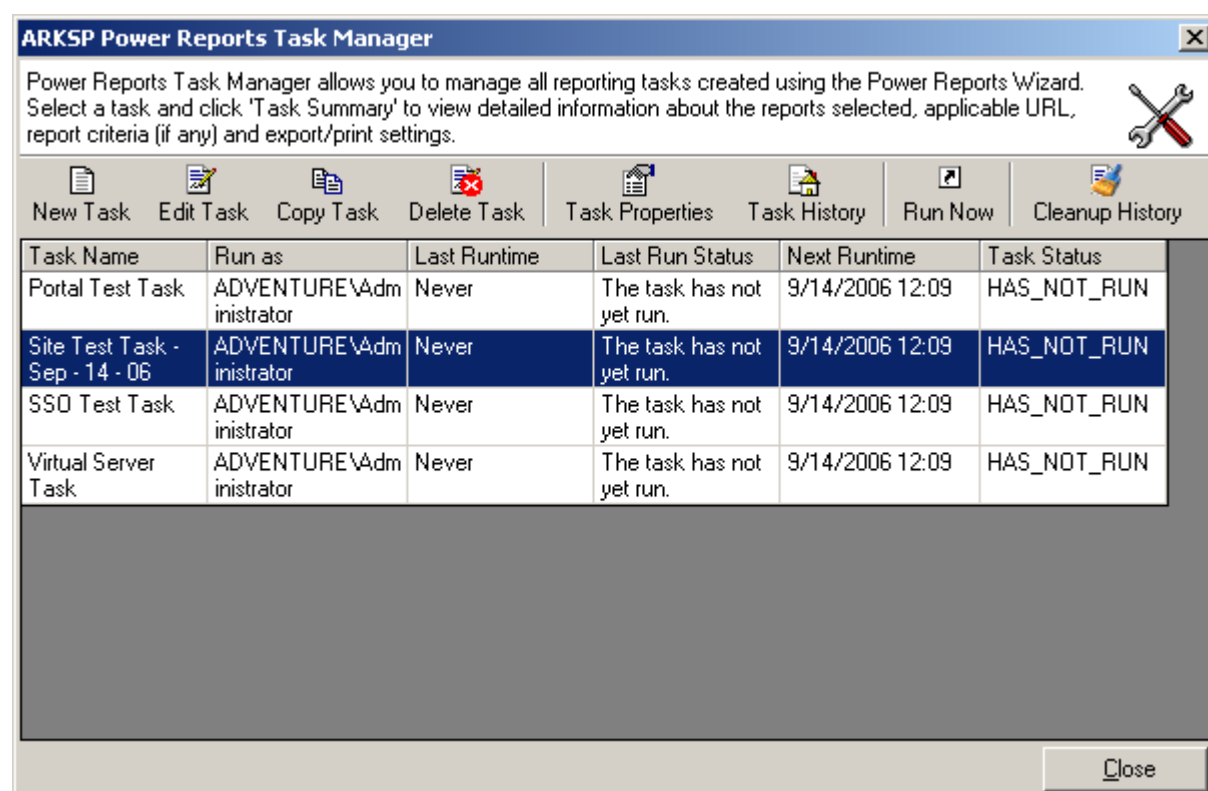 ARKSP Power Reports Task Manager
Power Reports Task Manager allows you to manage all reporting tasks created using the Power Reports Wizard.
Select a task and click 'Task Summary' to view detailed information about the reports selected, applicable URL,
report criteria (if any) and export/print settings.
New Task Edit Task Copy Task Delete Task Task Properties Task History Run Now Cleanup History
Task Name Run as Last Runtime Last Run Status Next Runtime Task Status
Portal Test Task ADVENTURE\Adm Never The task has not 9/14/2006 12:09 HAS_NOT_RUN
inistrator yet run.
Site Test Task - ADVENTURE\Adm Never The task has not 9/14/2006 12:09 HAS_NOT_RUN
Sep - 14 - 06 inistrator yet run.
SSO Test Task ADVENTURE\Adm Never The task has not 9/14/2006 12:09 HAS_NOT_RUN
inistrator yet run.
Virtual Server ADVENTURE\Adm Never The task has not 9/14/2006 12:09 HAS_NOT_RUN
Task inistrator yet run.
Close